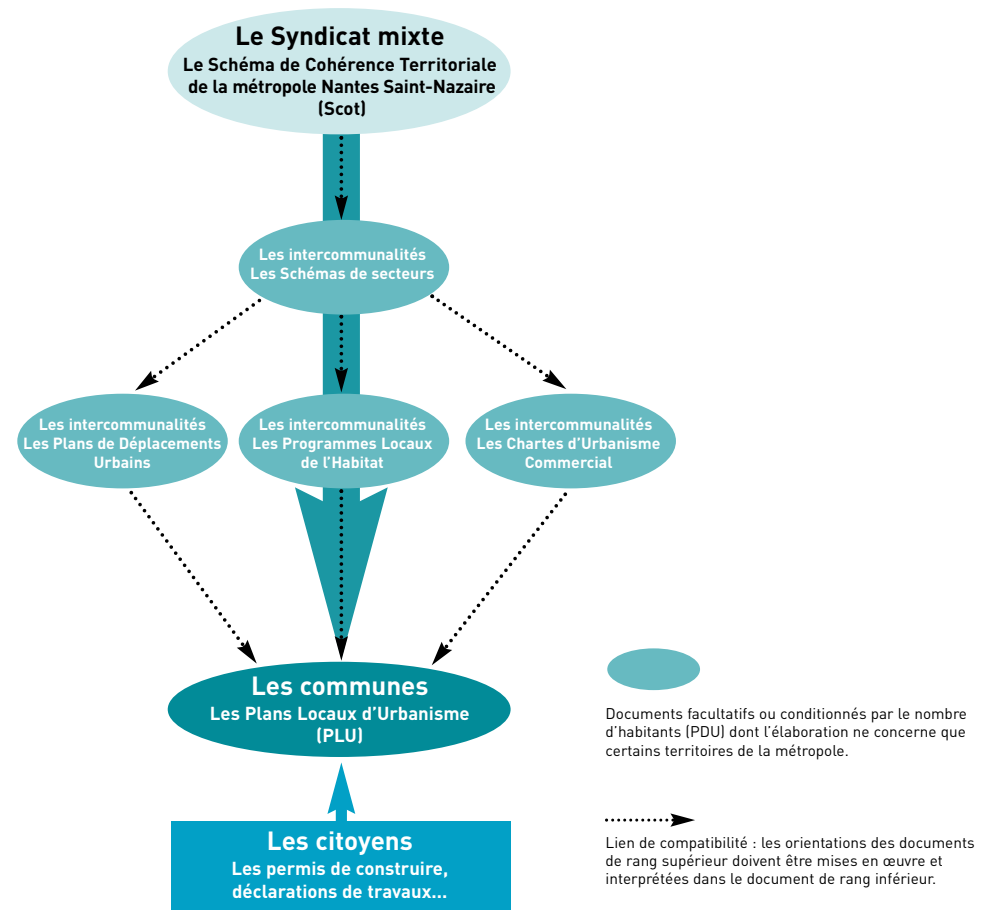 Le Syndicat mixte
Le Schéma de Cohérence Territoriale
de la métropole Nantes Saint-Nazaire
(Scot)
Les intercommunalités
Les Schémas de secteurs
Les intercommunalités
Les Plans de Déplacements
Urbains
Les intercommunalités
Les Programmes Locaux
de l'Habitat
Les intercommunalités
Les Chartes d'Urbanisme
Commercial
Les communes
Les Plans Locaux d'Urbanisme
(PLU)
Les citoyens
Les permis de construire,
déclarations de travaux...
Documents facultatifs ou conditionnés par le nombre
d'habitants (PDU) dont l'élaboration ne concerne que
certains territoires de la métropole.
Lien de compatibilité : les orientations des documents
de rang supérieur doivent être mises en œuvre et
interprétées dans le document de rang inférieur.